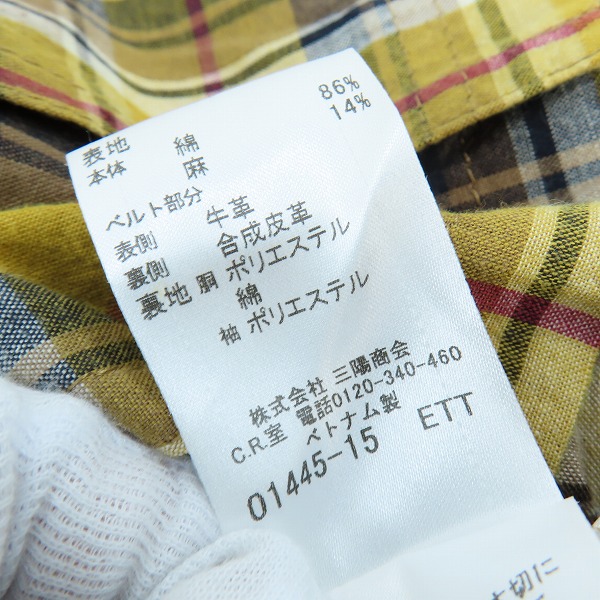 表地 綿 86%
本体 麻 14%
ベルト部分
表側 牛革
裏側 合成皮革
裏地 胴 ポリエステル
綿
袖 ポリエステル
株式会社 三陽商会
C.R.室 電話0120-340-460
ベトナム製
01445-15 ETT
大切に